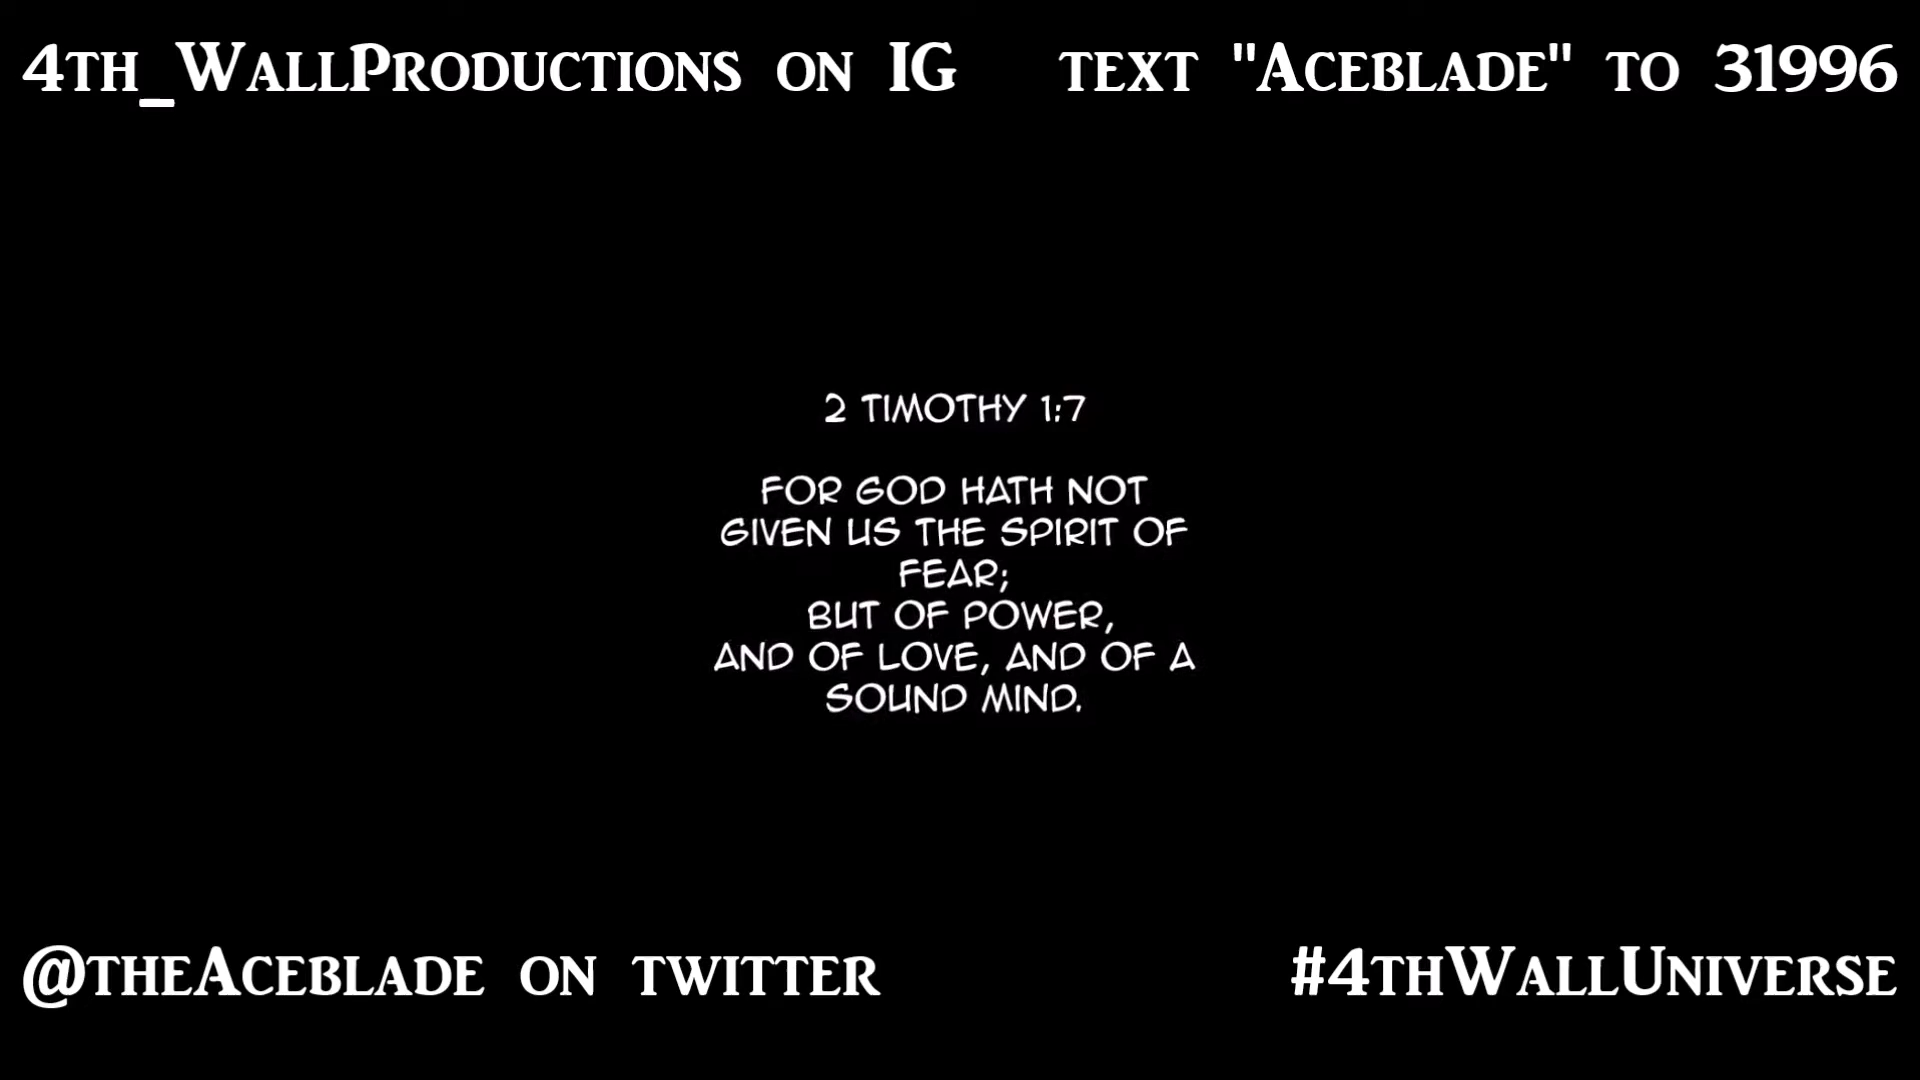 4th_WallProductions on IG text "Aceblade" to 31996
2 TIMOTHY 1:7
FOR GOD HATH NOT
GIVEN US THE SPIRIT OF
FEAR;
BUT OF POWER,
AND OF LOVE, AND OF A
SOUND MIND.
@theAceblade on twitter #4thWallUniverse